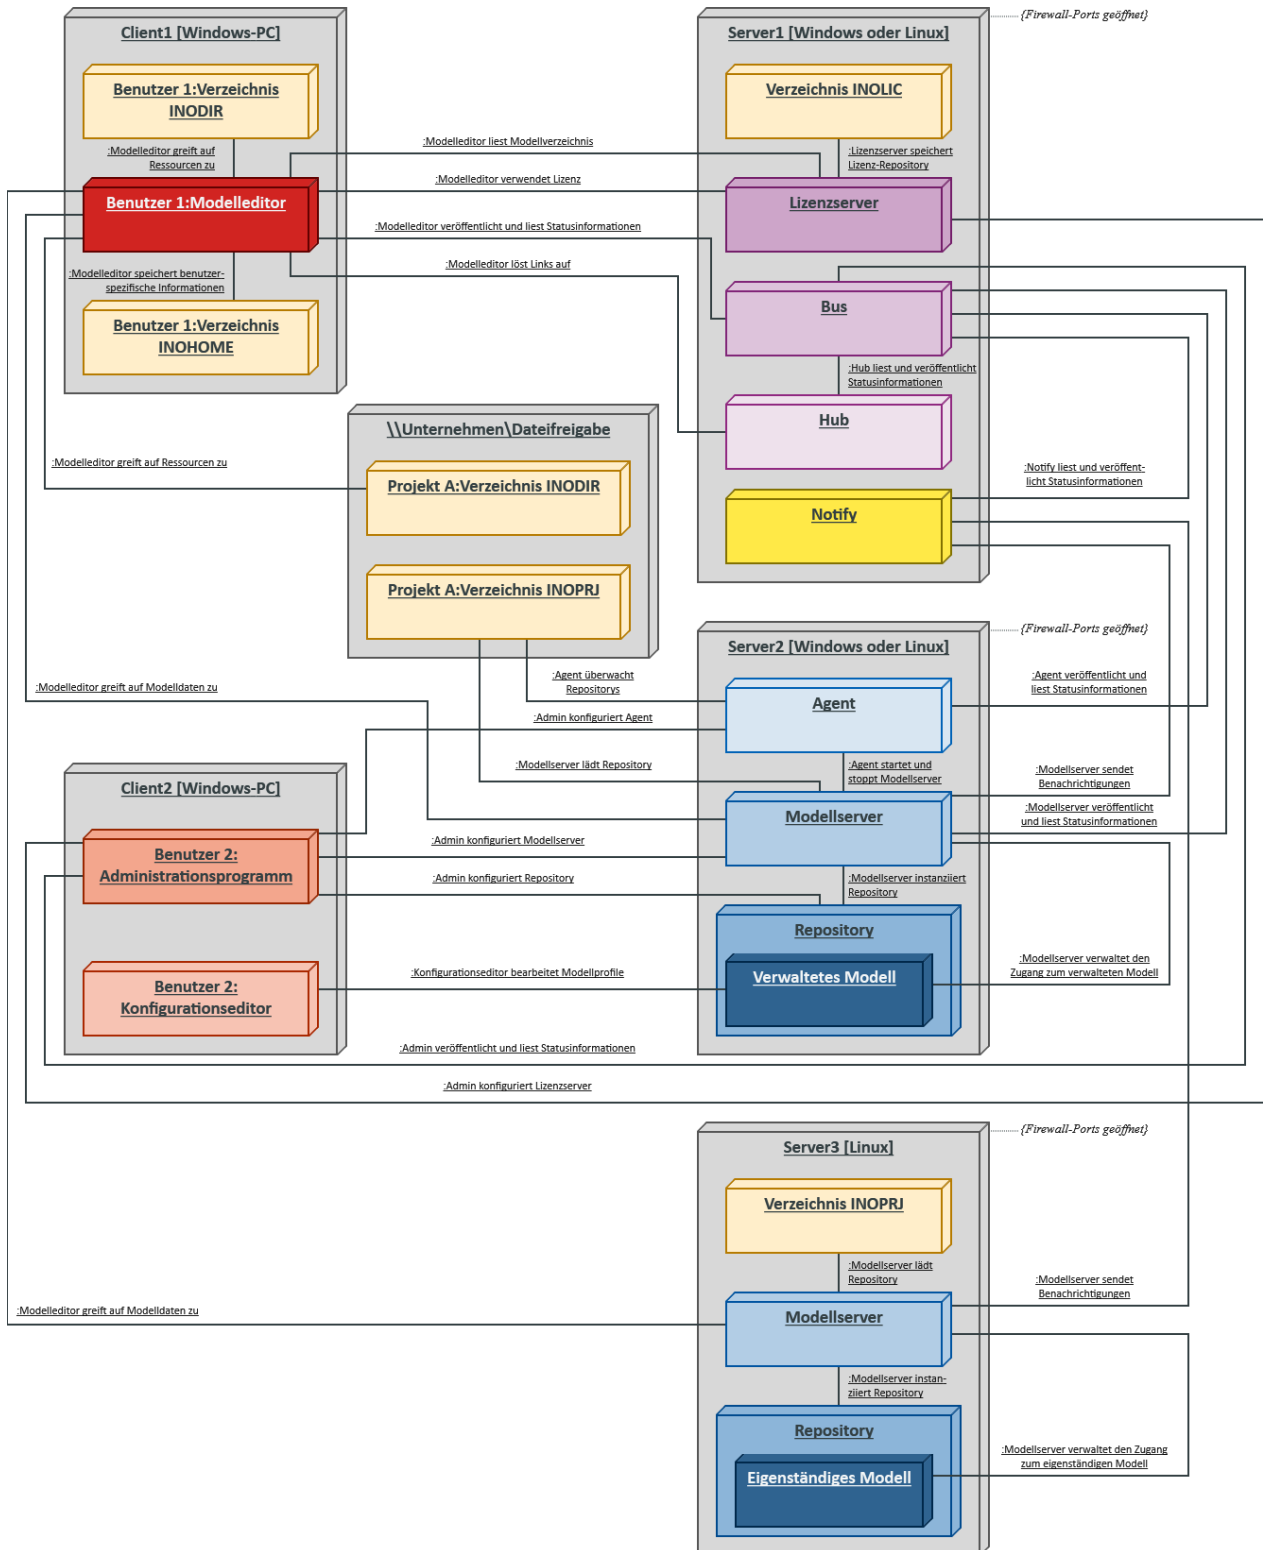 Client1 [Windows-PC]
Benutzer 1:Verzeichnis
INODIR
:Modelleditor greift auf
Ressourcen zu
Benutzer 1:Modelleditor
:Modelleditor speichert benutzer-
spezifische Informationen
Benutzer 1:Verzeichnis
INOHOME
:Modelleditor liest Modellverzeichnis
:Modelleditor verwendet Lizenz
:Modelleditor veröffentlicht und liest Statusinformationen
:Modelleditor löst Links auf
Server1 [Windows oder Linux]
{Firewall-Ports geöffnet}
Verzeichnis INOLIC
:Lizenzserver speichert
Lizenz-Repository
Lizenzserver
Bus
:Hub liest und veröffentlicht
Statusinformationen
Hub
Notify
:Notify liest und veröffent-
licht Statusinformationen
\\Unternehmen\Dateifreigabe
:Modelleditor greift auf Ressourcen zu
Projekt A:Verzeichnis INODIR
Projekt A:Verzeichnis INOPRJ
:Agent überwacht
Repositorys
:Modelleditor greift auf Modelldaten zu
:Admin konfiguriert Agent
:Modellserver lädt Repository
Server2 [Windows oder Linux]
{Firewall-Ports geöffnet}
Agent
:Agent veröffentlicht und
liest Statusinformationen
:Agent startet und
stoppt Modellserver
:Modellserver sendet
Benachrichtigungen
Modellserver
:Modellserver veröffentlicht
und liest Statusinformationen
:Modellserver instanziiert
Repository
Repository
Verwaltetes Modell
:Modellserver verwaltet den
Zugang zum verwalteten Modell
Client2 [Windows-PC]
Benutzer 2:
Administrationsprogramm
:Admin konfiguriert Modellserver
:Admin konfiguriert Repository
Benutzer 2:
Konfigurationseditor
:Konfigurationseditor bearbeitet Modellprofile
:Admin veröffentlicht und liest Statusinformationen
:Admin konfiguriert Lizenzserver
Server3 [Linux]
{Firewall-Ports geöffnet}
Verzeichnis INOPRJ
:Modellserver lädt
Repository
:Modellserver sendet
Benachrichtigungen
:Modelleditor greift auf Modelldaten zu
Modellserver
:Modellserver instan-
ziiert Repository
Repository
Eigenständiges Modell
:Modellserver verwaltet den Zugang
zum eigenständigen Modell